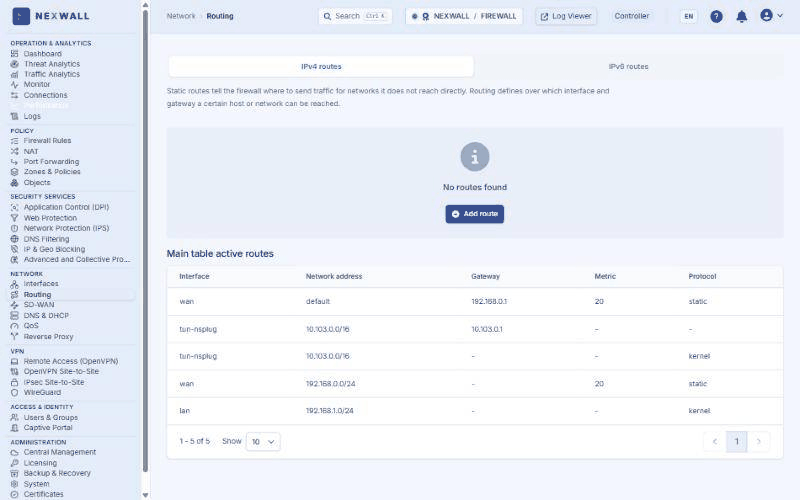 NEXWALL
Network > Routing
Search Ctrl K
NEXWALL / FIREWALL
Log Viewer
Controller
EN
OPERATION & ANALYTICS
Dashboard
Threat Analytics
Traffic Analytics
Monitor
Connections
Performance
Logs
POLICY
Firewall Rules
NAT
Port Forwarding
Zones & Policies
Objects
SECURITY SERVICES
Application Control (DPI)
Web Protection
Network Protection (IPS)
DNS Filtering
IP & Geo Blocking
Advanced and Collective Pro...
NETWORK
Interfaces
Routing
SD-WAN
DNS & DHCP
QoS
Reverse Proxy
VPN
Remote Access (OpenVPN)
OpenVPN Site-to-Site
IPsec Site-to-Site
WireGuard
ACCESS & IDENTITY
Users & Groups
Captive Portal
ADMINISTRATION
Central Management
Licensing
Backup & Recovery
System
Certificates
IPv4 routes
IPv6 routes
Static routes tell the firewall where to send traffic for networks it does not reach directly. Routing defines over which interface and
gateway a certain host or network can be reached.
No routes found
Add route
Main table active routes
Interface Network address Gateway Metric Protocol
wan default 192.168.0.1 20 static
tun-nsplug 10.103.0.0/16 10.103.0.1 - -
tun-nsplug 10.103.0.0/16 - - kernel
wan 192.168.0.0/24 - 20 static
lan 192.168.1.0/24 - - kernel
1 - 5 of 5 Show 10
1